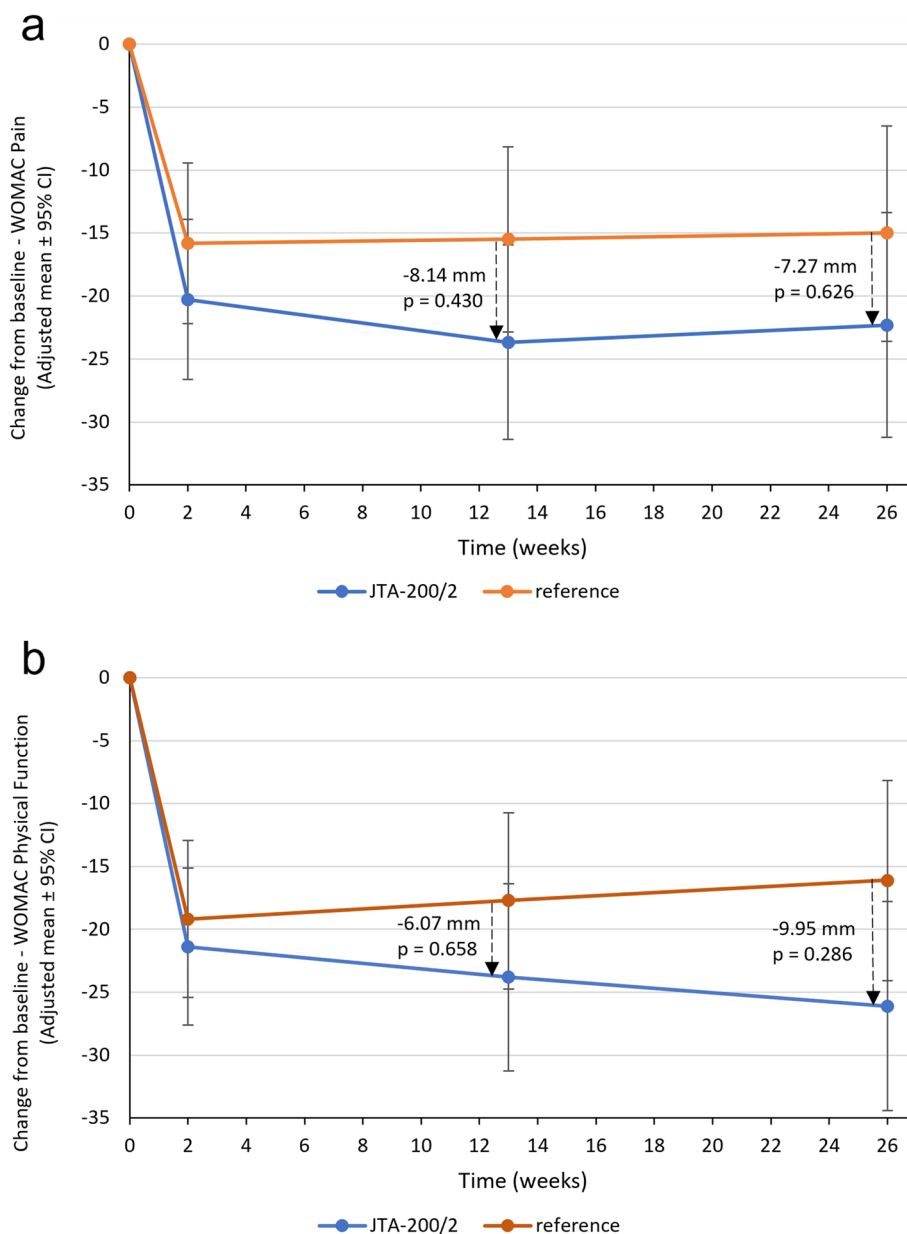 a
Change from baseline - WOMAC Pain
(Adjusted mean ± 95% CI)
0
-5
-10
-15
-20
-25
-30
-35
-8.14 mm
p = 0.430
-7.27 mm
p = 0.626
0 2 4 6 8 10 12 14 16 18 20 22 24 26
Time (weeks)
JTA-200/2 reference
b
Change from baseline - WOMAC Physical Function
(Adjusted mean ± 95% CI)
0
-5
-10
-15
-20
-25
-30
-35
-6.07 mm
p = 0.658
-9.95 mm
p = 0.286
0 2 4 6 8 10 12 14 16 18 20 22 24 26
Time (weeks)
JTA-200/2 reference